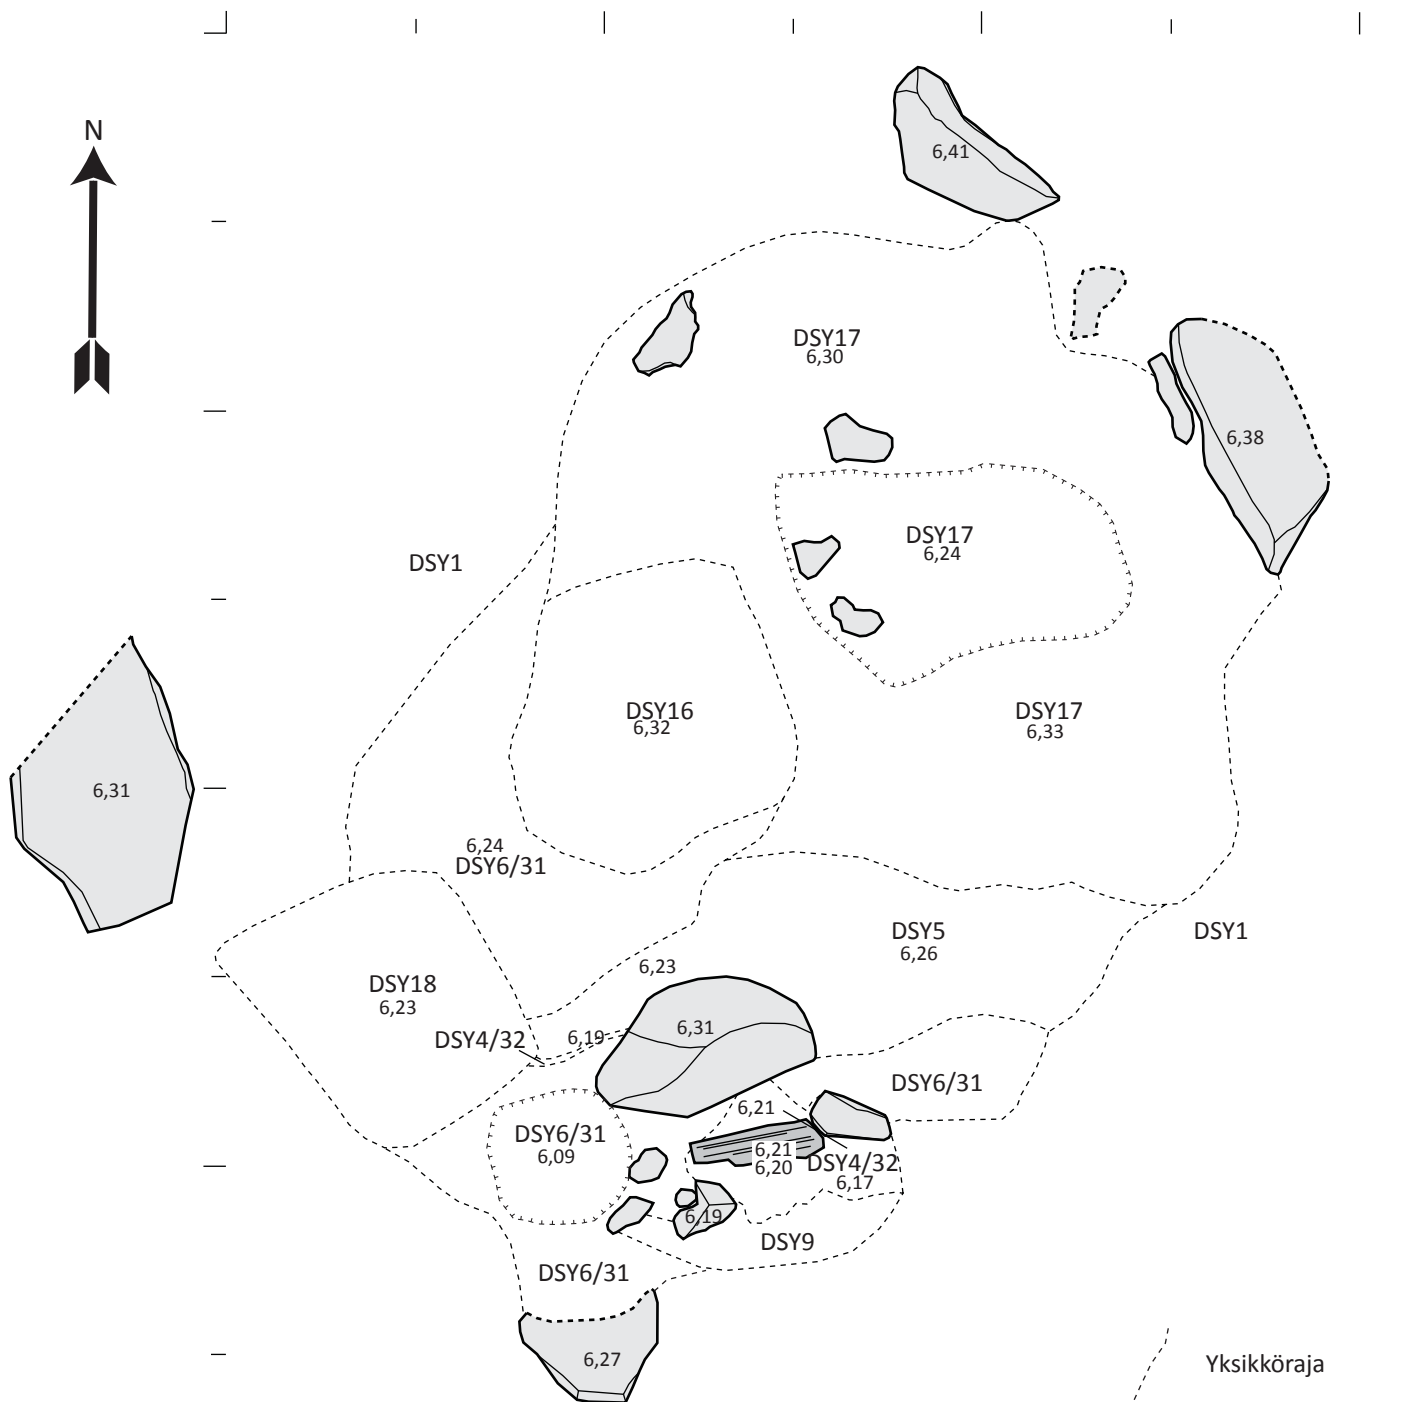 N
6,41
DSY17
6,30
6,38
DSY17
6,24
DSY1
DSY16
6,32
DSY17
6,33
6,31
6,24
DSY6/31
DSY5
6,26
DSY1
6,23
DSY18
6,23
6,31
DSY4/32
6,19
DSY6/31
6,21
DSY6/31
6,09
6,21
6,20
DSY4/32
6,17
6,19
DSY9
DSY6/31
6,27
Yksikköraja